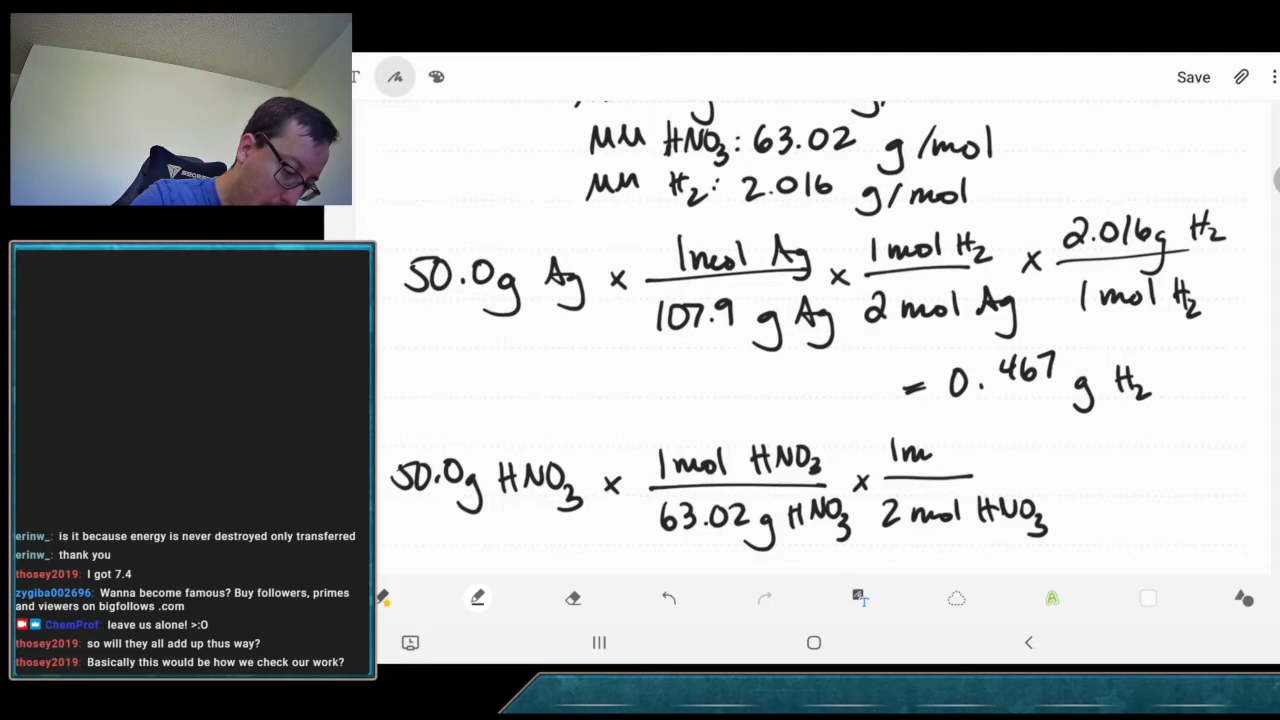 Save
MM HNO₃: 63.02 g/mol
MM H₂: 2.016 g/mol
50.0g Ag × 1mol Ag / 107.9 g Ag × 1 mol H₂ / 2 mol Ag × 2.016g H₂ / 1 mol H₂
= 0.467 g H₂
50.0g HNO₃ × 1mol HNO₃ / 63.02 g HNO₃ × 1m / 2 mol HNO₃
erinw_: is it because energy is never destroyed only transferred
erinw_: thank you
thosey2019: I got 7.4
zygiba002696: Wanna become famous? Buy followers, primes
and viewers on bigfollows .com
ChemProf: leave us alone! >:O
thosey2019: so will they all add up thus way?
thosey2019: Basically this would be how we check our work?